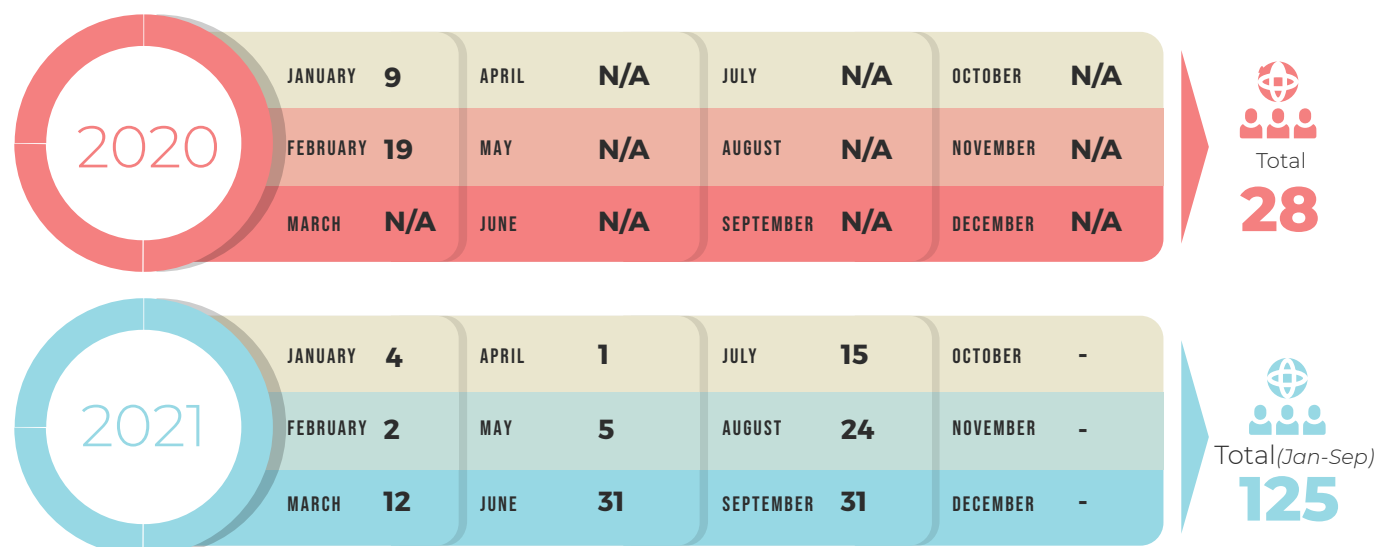 2020
JANUARY 9 APRIL N/A JULY N/A OCTOBER N/A
FEBRUARY 19 MAY N/A AUGUST N/A NOVEMBER N/A
MARCH N/A JUNE N/A SEPTEMBER N/A DECEMBER N/A
Total
28
2021
JANUARY 4 APRIL 1 JULY 15 OCTOBER -
FEBRUARY 2 MAY 5 AUGUST 24 NOVEMBER -
MARCH 12 JUNE 31 SEPTEMBER 31 DECEMBER -
Total(Jan-Sep)
125